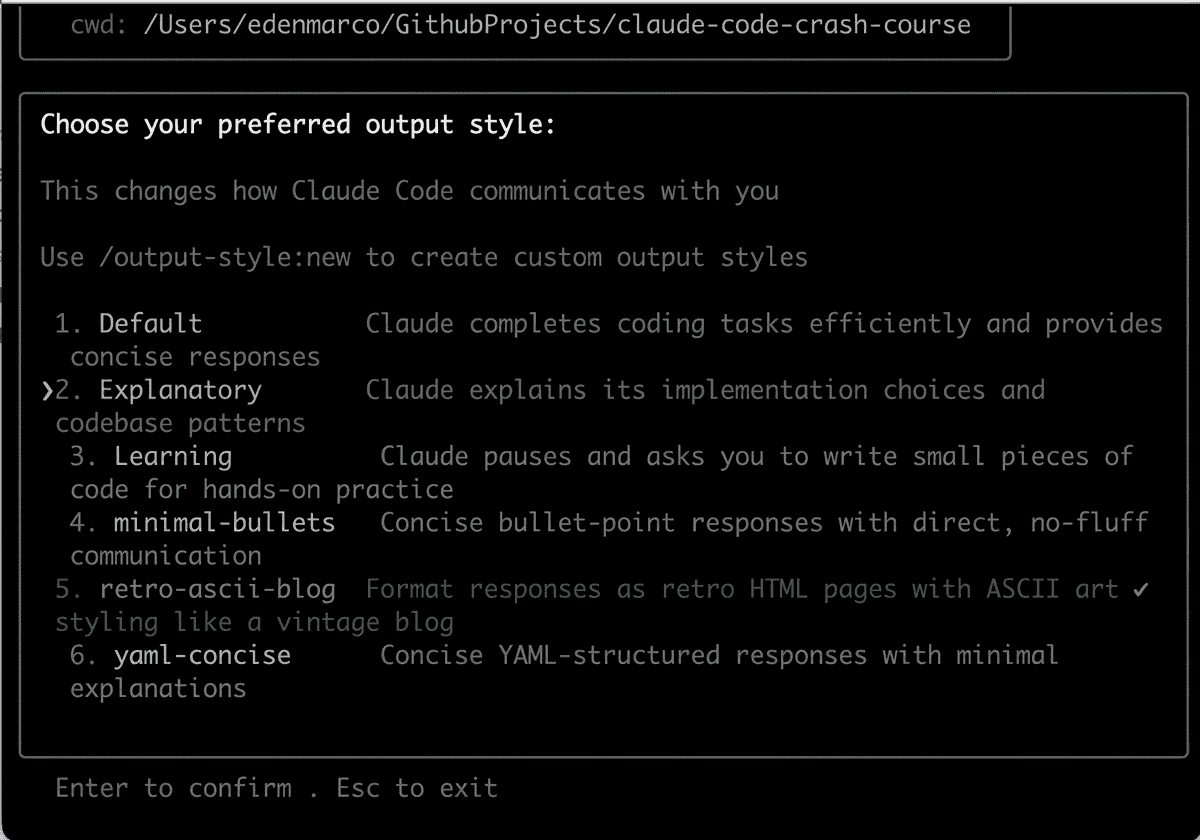 cwd: /Users/edenmarco/GithubProjects/claude-code-crash-course
Choose your preferred output style:
This changes how Claude Code communicates with you
Use /output-style:new to create custom output styles
1. Default Claude completes coding tasks efficiently and provides
concise responses
❯2. Explanatory Claude explains its implementation choices and
codebase patterns
3. Learning Claude pauses and asks you to write small pieces of
code for hands-on practice
4. minimal-bullets Concise bullet-point responses with direct, no-fluff
communication
5. retro-ascii-blog Format responses as retro HTML pages with ASCII art ✔
styling like a vintage blog
6. yaml-concise Concise YAML-structured responses with minimal
explanations
Enter to confirm . Esc to exit